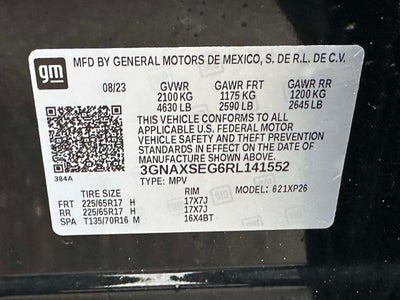 gm MFD BY GENERAL MOTORS DE MEXICO, S. DE R.L. DE C.V.
08/23 GVWR GAWR FRT GAWR RR
2100 KG 1175 KG 1200 KG
4630 LB 2590 LB 2645 LB
THIS VEHICLE CONFORMS TO ALL
APPLICABLE U.S. FEDERAL MOTOR
VEHICLE SAFETY AND THEFT PREVENTION
STANDARDS IN EFFECT ON THE DATE OF
MANUFACTURE SHOWN ABOVE.
3GNAXSEG6RL141552
384A TYPE: MPV MODEL: 621XP26
TIRE SIZE RIM
FRT 225/65R17 H 17X7J
RR 225/65R17 H 17X7J
SPA T135/70R16 M 16X4BT